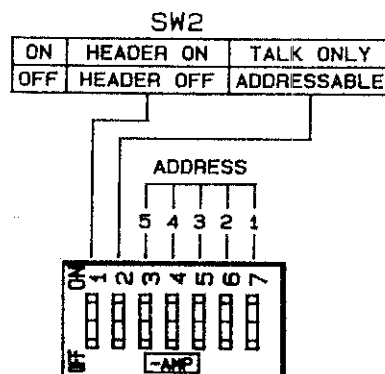 SW2
ON HEADER ON TALK ONLY
OFF HEADER OFF ADDRESSABLE
ADDRESS
5 4 3 2 1
ON 1 2 3 4 5 6 7
OFF
-AMP